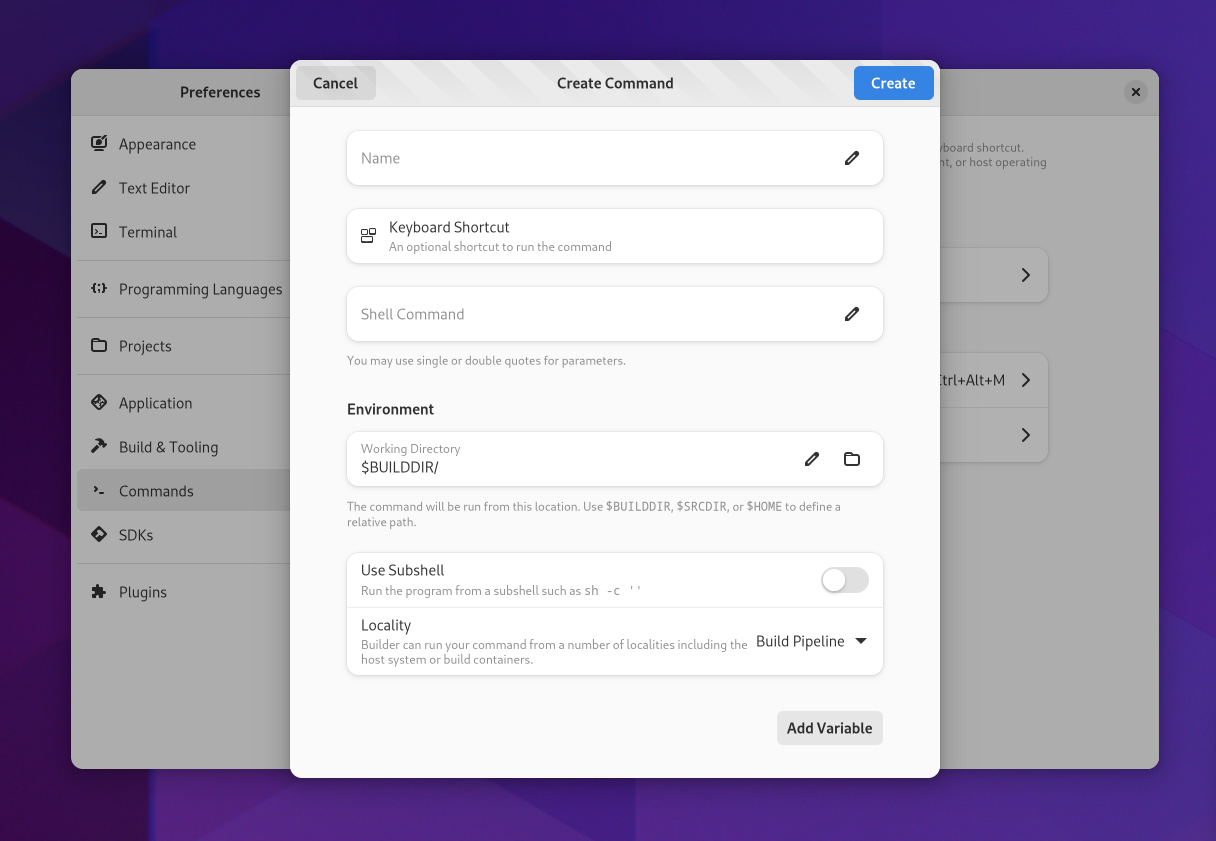 Preferences
Appearance
Text Editor
Terminal
Programming Languages
Projects
Application
Build & Tooling
Commands
SDKs
Plugins
Cancel
Create Command
Create
Name
Keyboard Shortcut
An optional shortcut to run the command
Shell Command
You may use single or double quotes for parameters.
Environment
Working Directory
$BUILDDIR/
The command will be run from this location. Use $BUILDDIR, $SRCDIR, or $HOME to define a
relative path.
Use Subshell
Run the program from a subshell such as sh -c ''
Locality
Builder can run your command from a number of localities including the
host system or build containers.
Build Pipeline
Add Variable
shortcut.
or host operating
Alt+M